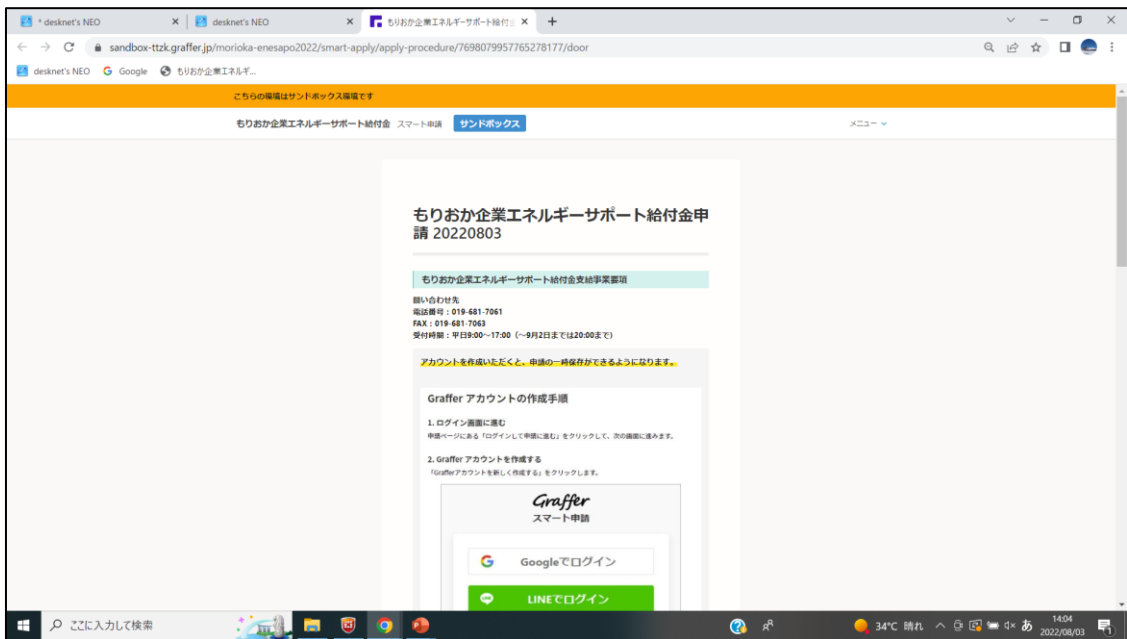 * desknet's NEO
desknet's NEO
もりおか企業エネルギーサポート給付金
sandbox-ttzk.graffer.jp/morioka-enesapo2022/smart-apply/apply-procedure/7698079957765278177/door
desknet's NEO Google もりおか企業エネルギ...
こちらの環境はサンドボックス環境です
もりおか企業エネルギーサポート給付金 スマート申請 サンドボックス メニュー
もりおか企業エネルギーサポート給付金申
請 20220803
もりおか企業エネルギーサポート給付金支給事業要項
問い合わせ先
電話番号：019-681-7061
FAX：019-681-7063
受付時間：平日9:00～17:00（～9月2日までは20:00まで）
アカウントを作成いただくと、申請の一時保存ができるようになります。
Graffer アカウントの作成手順
1. ログイン画面に進む
申請ページにある「ログインして申請に進む」をクリックして、次の画面に進みます。
2. Graffer アカウントを作成する
「Grafferアカウントを新しく作成する」をクリックします。
Graffer
スマート申請
Googleでログイン
LINEでログイン
ここに入力して検索
34°C 晴れ
あ
14:04
2022/08/03